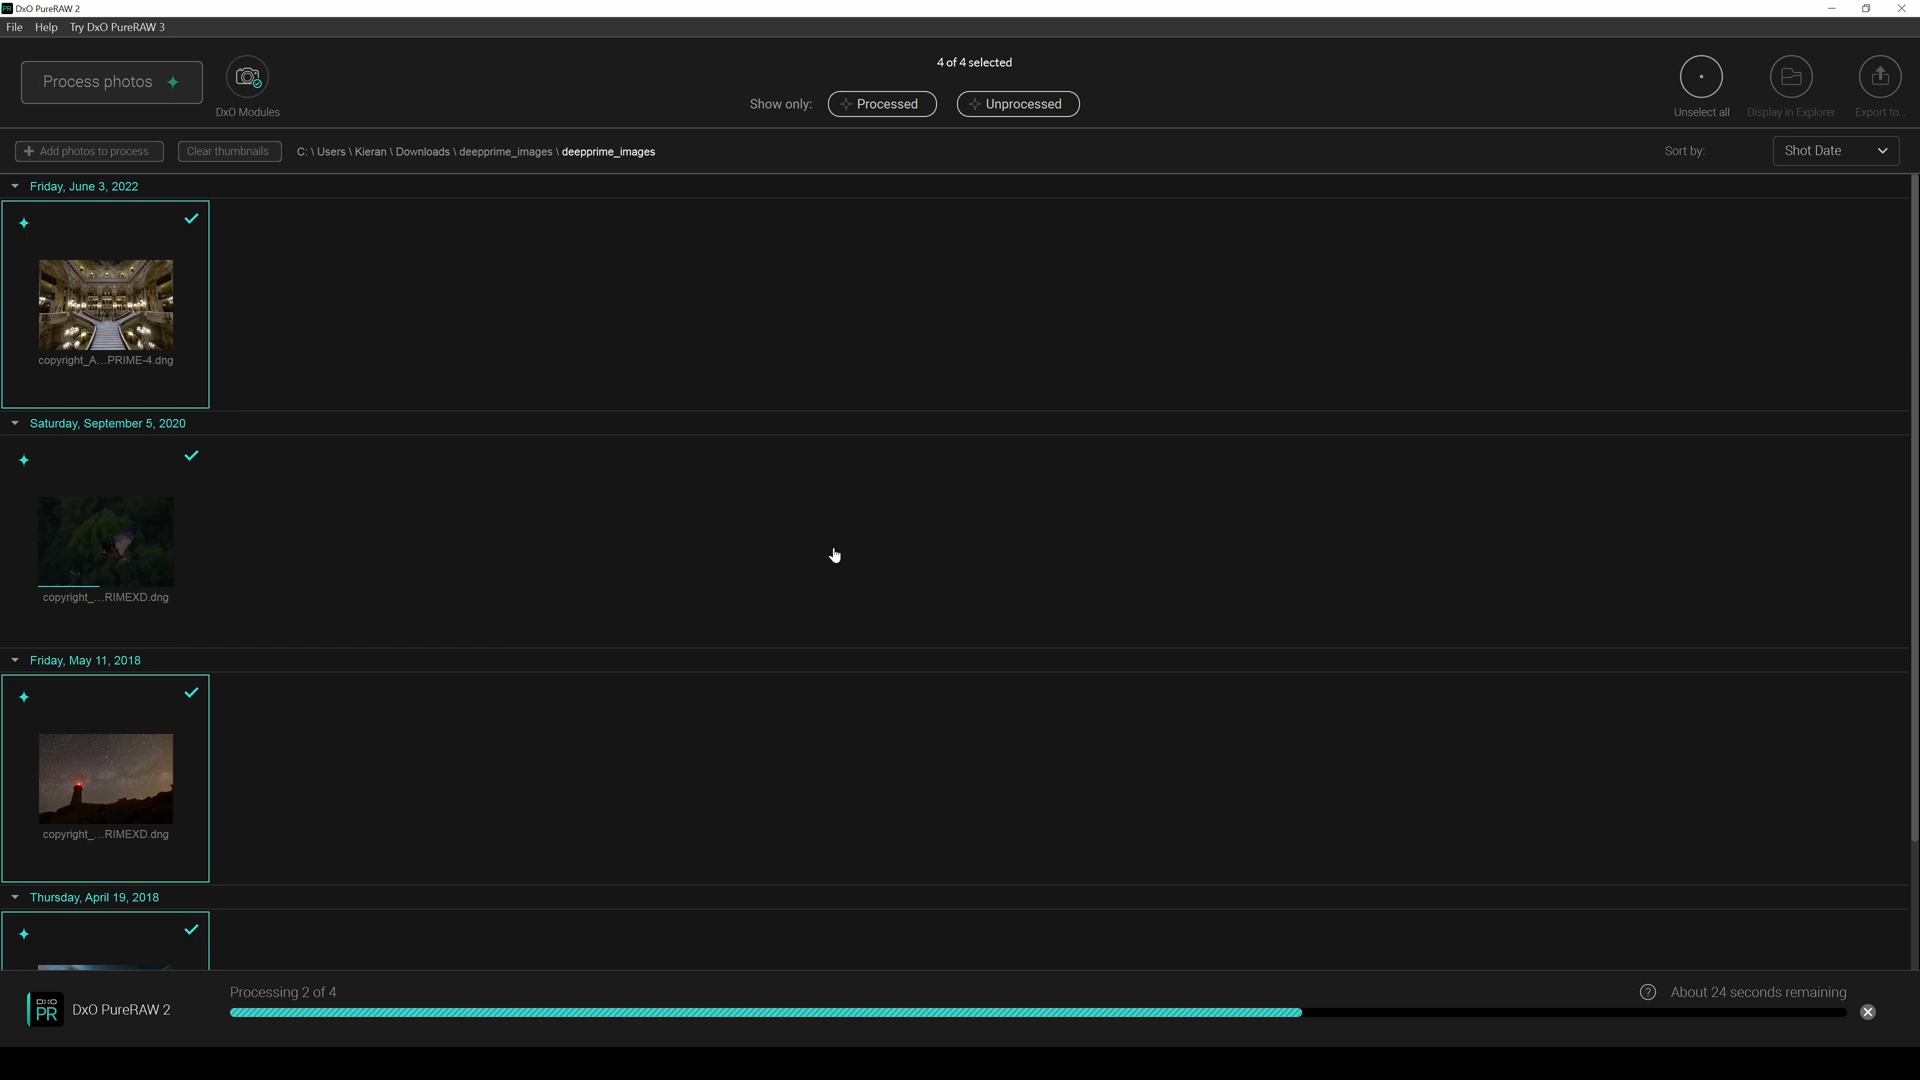 DxO PureRAW 2
File Help Try DxO PureRAW 3
Process photos
DxO Modules
4 of 4 selected
Show only: Processed Unprocessed
Unselect all Display in Explorer Export to...
Add photos to process Clear thumbnails C: \ Users \ Kieran \ Downloads \ deepprime_images \ deepprime_images
Sort by: Shot Date
Friday, June 3, 2022
copyright_A...PRIME-4.dng
Saturday, September 5, 2020
copyright_...RIMEXD.dng
Friday, May 11, 2018
copyright_...RIMEXD.dng
Thursday, April 19, 2018
DXO
PR
DxO PureRAW 2
Processing 2 of 4
? About 24 seconds remaining